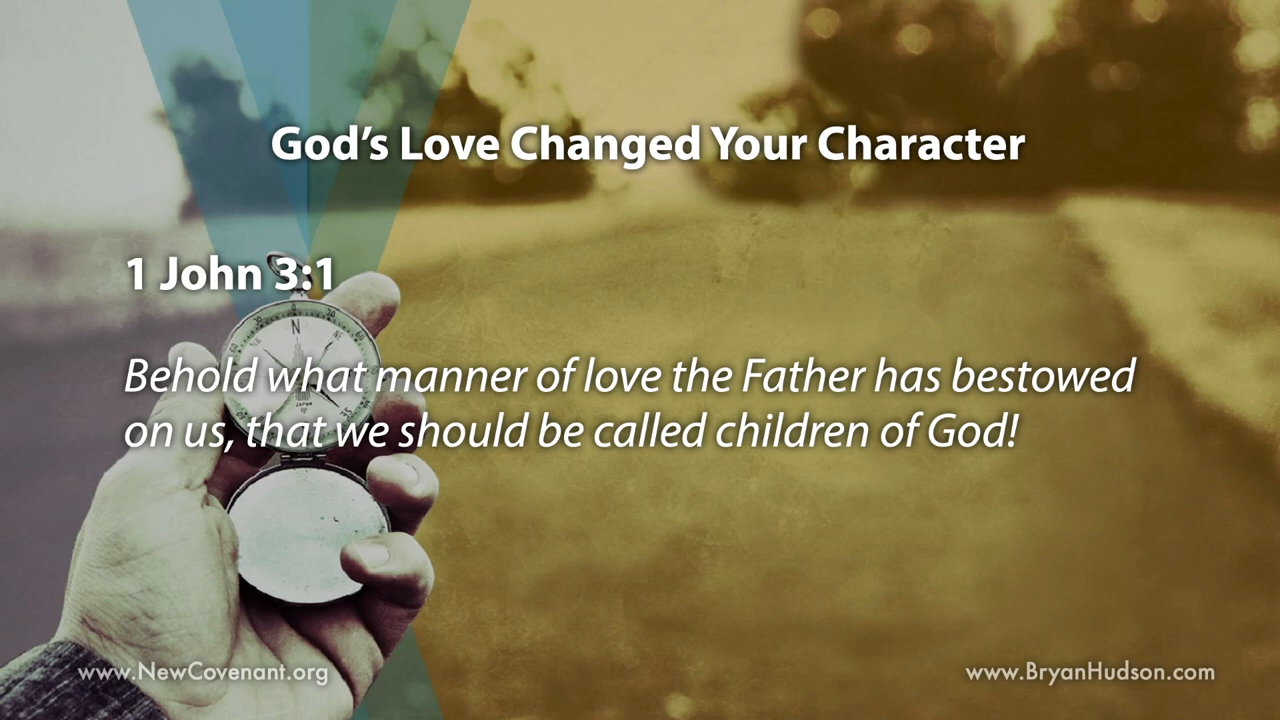 God’s Love Changed Your Character
1 John 3:1
N
JAPAN
Behold what manner of love the Father has bestowed
on us, that we should be called children of God!
www.NewCovenant.org
www.BryanHudson.com